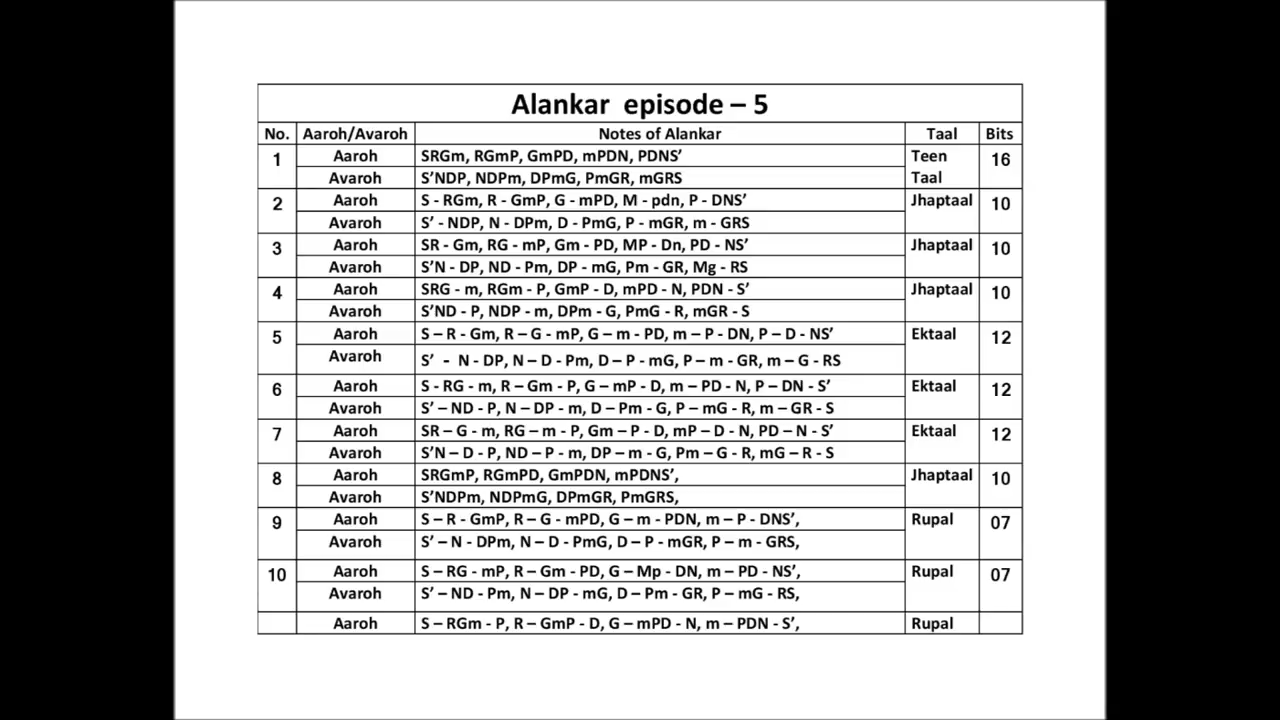 Alankar episode – 5
No. Aaroh/Avaroh Notes of Alankar Taal Bits
1 Aaroh SRGm, RGmP, GmPD, mPDN, PDNS’ Teen 16
Avaroh S’NDP, NDPm, DPmG, PmGR, mGRS Taal
2 Aaroh S - RGm, R - GmP, G - mPD, M - pdn, P - DNS’ Jhaptaal 10
Avaroh S’ - NDP, N - DPm, D - PmG, P - mGR, m - GRS
3 Aaroh SR - Gm, RG - mP, Gm - PD, MP - Dn, PD - NS’ Jhaptaal 10
Avaroh S’N - DP, ND - Pm, DP - mG, Pm - GR, Mg - RS
4 Aaroh SRG - m, RGm - P, GmP - D, mPD - N, PDN - S’ Jhaptaal 10
Avaroh S’ND - P, NDP - m, DPm - G, PmG - R, mGR - S
5 Aaroh S – R - Gm, R – G - mP, G – m - PD, m – P - DN, P – D - NS’ Ektaal 12
Avaroh S’ - N - DP, N – D - Pm, D – P - mG, P – m - GR, m – G - RS
6 Aaroh S - RG - m, R – Gm - P, G – mP - D, m – PD - N, P – DN - S’ Ektaal 12
Avaroh S’ – ND - P, N – DP - m, D – Pm - G, P – mG - R, m – GR - S
7 Aaroh SR – G - m, RG – m - P, Gm – P - D, mP – D - N, PD – N - S’ Ektaal 12
Avaroh S’N – D - P, ND – P - m, DP – m - G, Pm – G - R, mG – R - S
8 Aaroh SRGmP, RGmPD, GmPDN, mPDNS’, Jhaptaal 10
Avaroh S’NDPm, NDPmG, DPmGR, PmGRS,
9 Aaroh S – R - GmP, R – G - mPD, G – m - PDN, m – P - DNS’, Rupal 07
Avaroh S’ – N - DPm, N – D - PmG, D – P - mGR, P – m - GRS,
10 Aaroh S – RG - mP, R – Gm - PD, G – Mp - DN, m – PD - NS’, Rupal 07
Avaroh S’ – ND - Pm, N – DP - mG, D – Pm - GR, P – mG - RS,
Aaroh S – RGm - P, R – GmP - D, G – mPD - N, m – PDN - S’, Rupal